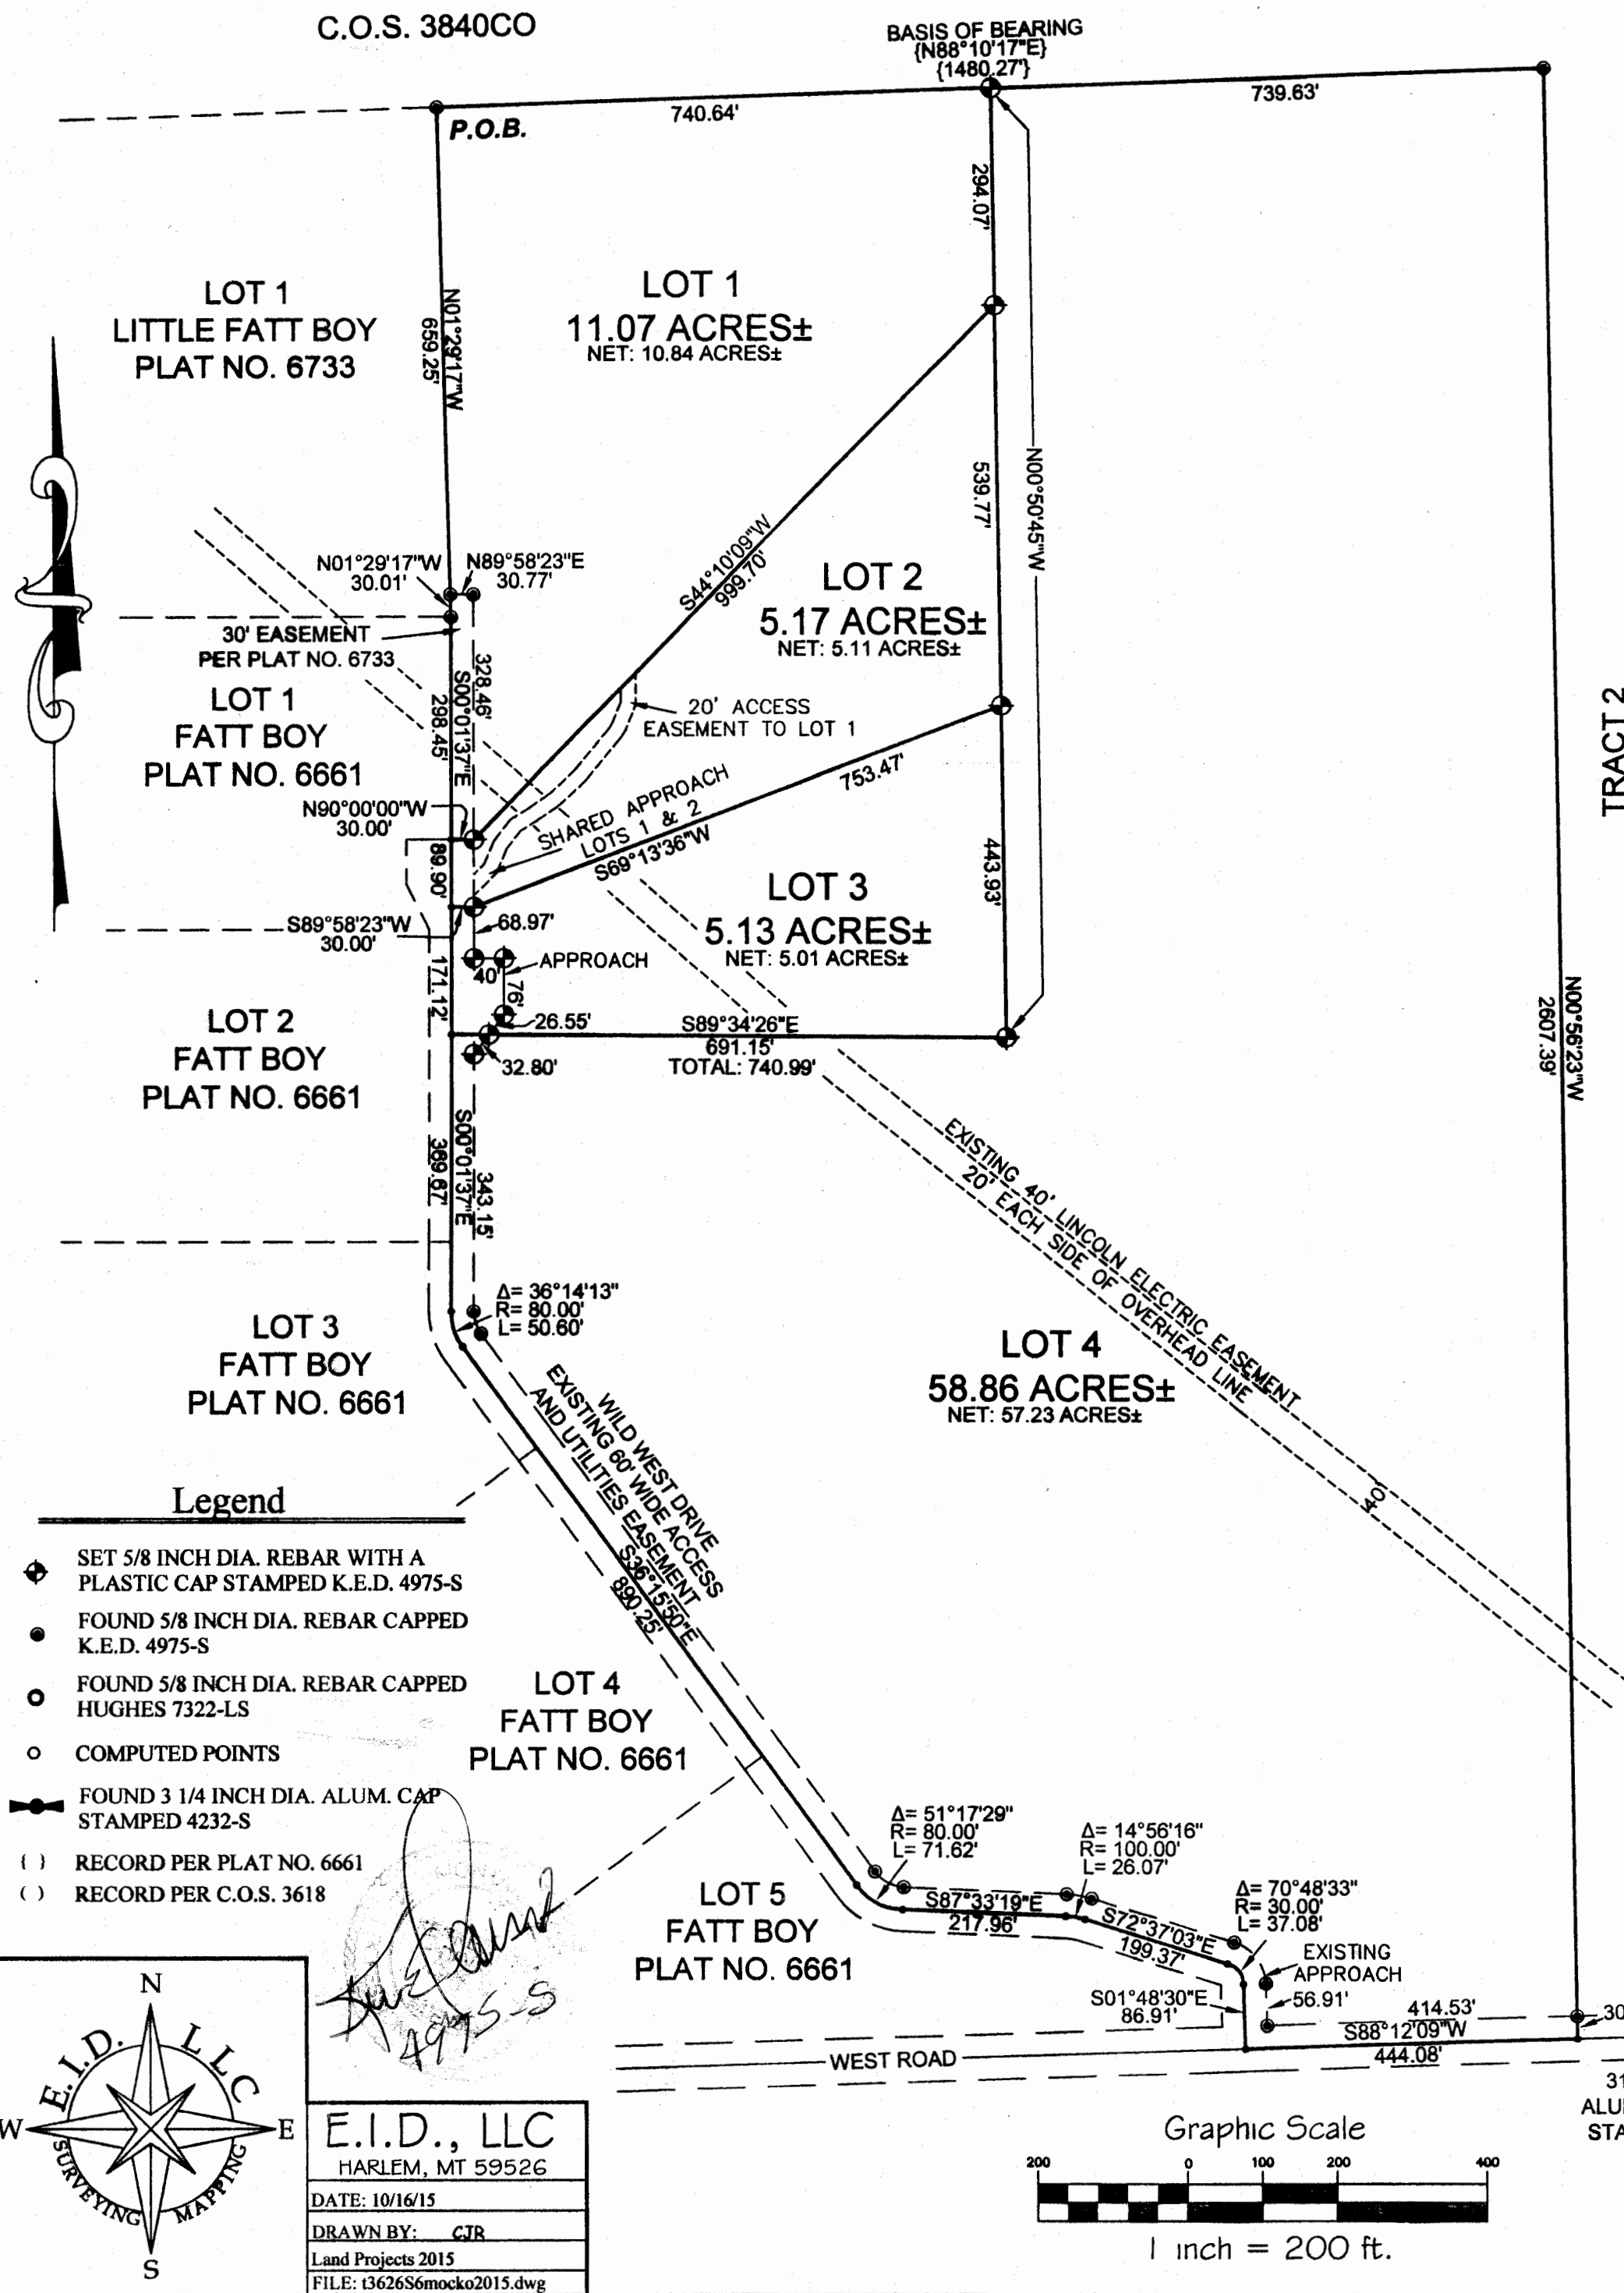 C.O.S. 3840CO
BASIS OF BEARING
{N88°10'17"E}
{1480.27'}
740.64'
739.63'
P.O.B.
294.07'
LOT 1
LITTLE FATT BOY
PLAT NO. 6733
N01°29'17"W
659.25'
LOT 1
11.07 ACRES±
NET: 10.84 ACRES±
539.77'
N00°50'45"W
S44°10'09"W
999.70'
N01°29'17"W
30.01'
N89°58'23"E
30.77'
LOT 2
5.17 ACRES±
NET: 5.11 ACRES±
30' EASEMENT
PER PLAT NO. 6733
328.46'
S00°01'37"E
298.45'
LOT 1
FATT BOY
PLAT NO. 6661
20' ACCESS
EASEMENT TO LOT 1
TRACT 2
753.47'
N90°00'00"W
30.00'
SHARED APPROACH
LOTS 1 & 2
S69°13'36"W
89.90'
443.93'
LOT 3
5.13 ACRES±
NET: 5.01 ACRES±
S89°58'23"W
30.00'
68.97'
APPROACH
40'
76'
171.12'
26.55'
32.80'
S89°34'26"E
691.15'
TOTAL: 740.99'
N00°56'23"W
2607.39'
LOT 2
FATT BOY
PLAT NO. 6661
S00°01'37"E
369.67'
343.15'
EXISTING 40' LINCOLN ELECTRIC EASEMENT
20' EACH SIDE OF OVERHEAD LINE
40'
Δ= 36°14'13"
R= 80.00'
L= 50.60'
LOT 3
FATT BOY
PLAT NO. 6661
LOT 4
58.86 ACRES±
NET: 57.23 ACRES±
WILD WEST DRIVE
EXISTING 60' WIDE ACCESS
AND UTILITIES EASEMENT
S36°15'50"E
890.25'
Legend
SET 5/8 INCH DIA. REBAR WITH A
PLASTIC CAP STAMPED K.E.D. 4975-S
FOUND 5/8 INCH DIA. REBAR CAPPED
K.E.D. 4975-S
FOUND 5/8 INCH DIA. REBAR CAPPED
HUGHES 7322-LS
COMPUTED POINTS
FOUND 3 1/4 INCH DIA. ALUM. CAP
STAMPED 4232-S
{ } RECORD PER PLAT NO. 6661
( ) RECORD PER C.O.S. 3618
LOT 4
FATT BOY
PLAT NO. 6661
4975-S
LOT 5
FATT BOY
PLAT NO. 6661
Δ= 51°17'29"
R= 80.00'
L= 71.62'
Δ= 14°56'16"
R= 100.00'
L= 26.07'
Δ= 70°48'33"
R= 30.00'
L= 37.08'
S87°33'19"E
217.96'
S72°37'03"E
199.37'
EXISTING
APPROACH
S01°48'30"E
86.91'
56.91'
414.53'
S88°12'09"W
444.08'
30
WEST ROAD
31
ALU
STA
N
E.I.D. LLC
W
E
SURVEYING MAPPING
S
E.I.D., LLC
HARLEM, MT 59526
DATE: 10/16/15
DRAWN BY: CJR
Land Projects 2015
FILE: t3626S6mocko2015.dwg
Graphic Scale
200 0 100 200 400
1 inch = 200 ft.